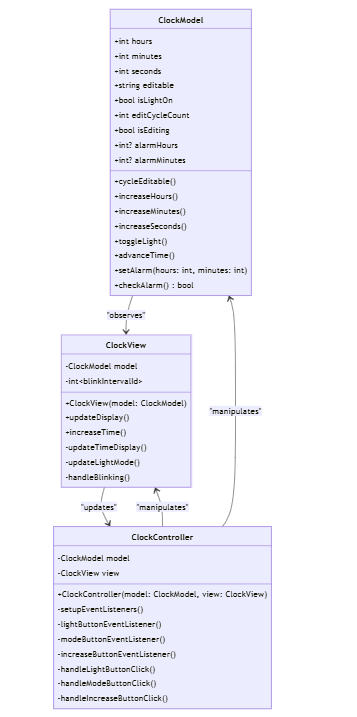 ClockModel
+int hours
+int minutes
+int seconds
+string editable
+bool isLightOn
+int editCycleCount
+bool isEditing
+int? alarmHours
+int? alarmMinutes
+cycleEditable()
+increaseHours()
+increaseMinutes()
+increaseSeconds()
+toggleLight()
+advanceTime()
+setAlarm(hours: int, minutes: int)
+checkAlarm() : bool
"observes"
ClockView
-ClockModel model
-int<blinkIntervalId>
+ClockView(model: ClockModel)
+updateDisplay()
+increaseTime()
-updateTimeDisplay()
-updateLightMode()
-handleBlinking()
"manipulates"
"updates"
"manipulates"
ClockController
-ClockModel model
-ClockView view
+ClockController(model: ClockModel, view: ClockView)
-setupEventListeners()
-lightButtonEventListener()
-modeButtonEventListener()
-increaseButtonEventListener()
-handleLightButtonClick()
-handleModeButtonClick()
-handleIncreaseButtonClick()